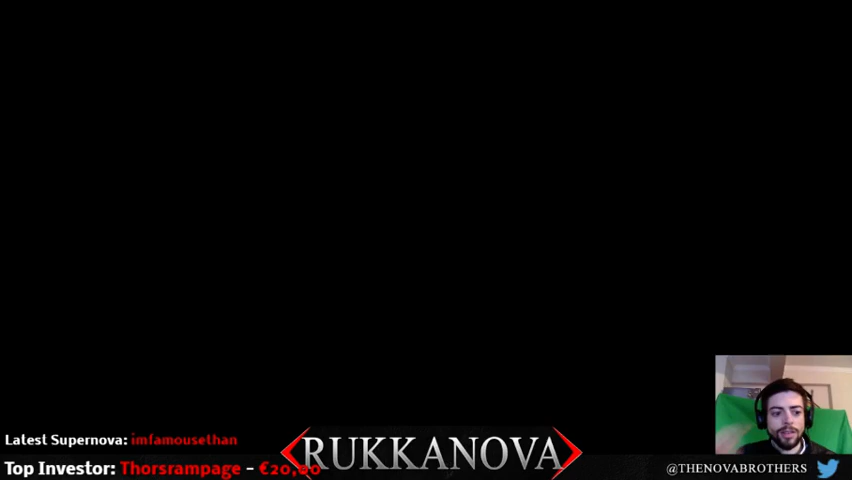 Latest Supernova: imfamousethan
RUKKANOVA
Top Investor: Thorsrampage - €20,00
@THENOVABROTHERS